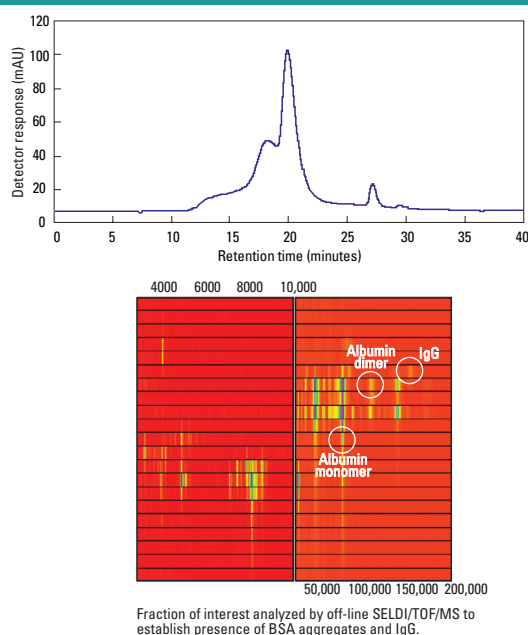 120
100
80
60
40
20
0
Detector response (mAU)
0 5 10 15 20 25 30 35 40
Retention time (minutes)
4000 6000 8000 10,000
Albumin
dimer
IgG
Albumin
monomer
50,000 100,000 150,000 200,000
Fraction of interest analyzed by off-line SELDI/TOF/MS to
establish presence of BSA aggregates and IgG.